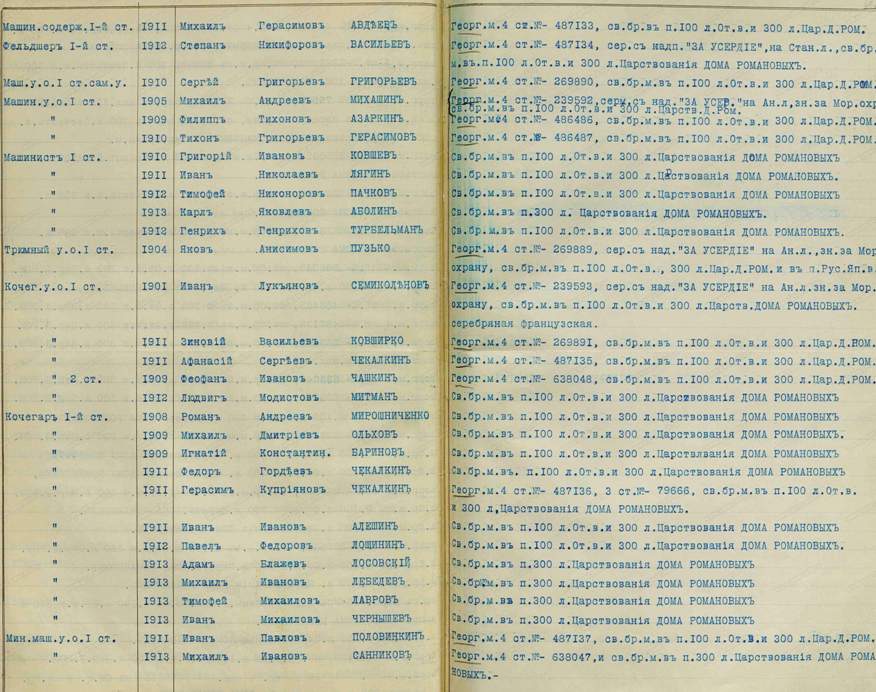 Машин.содерж.I-й ст. 1911 Михаилъ Герасимовъ АВДѢЕВЪ Георг.м.4 ст.№- 487133, св.бр.въ п.100 л.От.в.и 300 л.Цар.Д.РОМ.
Фельдшеръ I-й ст. 1912 Степанъ Никифоровъ ВАСИЛЬЕВЪ Георг.м.4 ст.№- 487134, сер.съ надп."ЗА УСЕРДІЕ",на Стан.л.,св.бр.
м.въ.п.100 л.От.в.и 300 л.Царствованія ДОМА РОМАНОВЫХЪ.
Маш.у.о.I ст.сам.у. 1910 Сергѣй Григорьевъ ГРИГОРЬЕВЪ Георг.м.4 ст.№- 269890, св.бр.м.въ п.100 л.От.в.и 300 л.Цар.Д.РОМ.
Машин.у.о.I ст. 1905 Михаилъ Андреевъ МИХАШИНЪ Георг.м.4 ст.№- 239592,серм.съ над."ЗА УСЕР."на Ан.л,зн.за Мор.охр
св.бр.м.въ п.100 л.От.в.и 300 л.Царств.Д.Ром.
" 1909 Филиппъ Тихоновъ АЗАРКИНЪ Георг.м.4 ст.№- 486486, св.бр.м.въ п.100 л.От.в.и 300 л.Цар.Д.РОМ.
" 1910 Тихонъ Григорьевъ ГЕРАСИМОВЪ Георг.м.4 ст.№- 486487, св.бр.м.въ п.100 л.От.в.и 300 л.Цар.Д.РОМ.
Машинистъ I ст. 1910 Григорій Ивановъ КОВШЕВЪ Св.бр.м.въ п.100 л.От.в.и 300 л.Царствованія ДОМА РОМАНОВЫХЪ
" 1911 Иванъ Николаевъ ЛЯГИНЪ Св.бр.м.въ п.100 л.От.в.и 300 л.Царствованія ДОМА РОМАНОВЫХЪ.
" 1912 Тимофей Никоноровъ ПАЧКОВЪ Св.бр.м.въ п.100 л.От.в.и 300 л.Царствованія ДОМА РОМАНОВЫХЪ
" 1913 Карлъ Яковлевъ АБОЛИНЪ Св.бр.м.въ п.300 л. Царствованія ДОМА РОМАНОВЫХЪ.
" 1912 Генрихъ Генриховъ ТУРБЕЛЬМАНЪ Св.бр.м.въ п.100 л.От.в.и 300 л.Царствованія ДОМА РОМАНОВЫХЪ.
Трюмный у.о.I ст. 1904 Яковъ Анисимовъ ПУЗЬКО Георг.м.4 ст.№- 269889, сер.съ над."ЗА УСЕРДІЕ" на Ан.л.,зн.за Мор
охрану, св.бр.м.въ п.100 л.От.в., 300 л.Цар.Д.РОМ.и въ п.Рус.Яп.в.
Кочег.у.о.I ст. 1901 Иванъ Лукьяновъ СЕМИКОЛѢНОВЪ Георг.м.4 ст.№- 239593, сер.съ над."ЗА УСЕРДІЕ" на Ан.л.зн.за Мор.
охрану, св.бр.м.въ п.100 л.От.в.и 300 л.Царств.ДОМА РОМАНОВЫХЪ.
серебряная французская.
" 1911 Зиновій Васильевъ КОВШИРКО Георг.м.4 ст.№- 269891, св.бр.м.въ п.100 л.От.в.и 300 л.Цар.Д.РОМ.
" 1911 Афанасій Сергѣевъ ЧЕКАЛКИНЪ Георг.м.4 ст.№- 487135, св.бр.м.въ п.100 л.От.в.и 300 л.Цар.Д.РОМ.
" 2 ст. 1909 Феофанъ Ивановъ ЧАШКИНЪ Георг.м.4 ст.№- 638048, св.бр.м.въ п.100 л.От.в.и 300 л.Цар.Д.РОМ.
" 1912 Людвигъ Модистовъ МИТМАНЪ Св.бр.м.въ п.100 л.От.в.и 300 л.Царствованія ДОМА РОМАНОВЫХЪ
Кочегаръ I-й ст. 1908 Романъ Андреевъ МИРОШНИЧЕНКО Св.бр.м.въ п.100 л.От.в.и 300 л.Царствованія ДОМА РОМАНОВЫХЪ
" 1909 Михаилъ Дмитріевъ ОЛЬХОВЪ Св.бр.м.въ п.100 л.От.в.и 300 л.Царствованія ДОМА РОМАНОВЫХЪ.
" 1909 Игнатій Константин. БАРИНОВЪ Св.бр.м.въ п.100 л.От.в.и 300 л.Царствованія ДОМА РОМАНОВЫХЪ
" 1911 Федоръ Гордѣевъ ЧЕКАЛКИНЪ Св.бр.м.въ. п.100 л.От.в.и 300 л.Царствованія ДОМА РОМАНОВЫХЪ
" 1911 Герасимъ Купріяновъ ЧЕКАЛКИНЪ Георг.м.4 ст.№- 487136, 3 ст.№- 79666, св.бр.м.въ п.100 л.От.в.
и 300 л,Царствованія ДОМА РОМАНОВЫХЪ.
" 1911 Иванъ Ивановъ АЛЕШИНЪ Св.бр.м.въ п.100 л.От.в.и 300 л.Царствованія ДОМА РОМАНОВЫХЪ
" 1912 Павелъ Федоровъ ЛОЩИНИНЪ Св.бр.м.въ п.100 л.От.в.и 300 л.Царствованія ДОМА РОМАНОВЫХЪ.
" 1913 Адамъ Блажевъ ЛОСОВСКІЙ Св.бр.м.въ п.300 л.Царствованія ДОМА РОМАНОВЫХЪ
" 1913 Михаилъ Ивановъ ЛЕБЕДЕВЪ Св.бр.м.въ п.300 л.Царствованія ДОМА РОМАНОВЫХЪ
" 1913 Тимофей Михаиловъ ЛАВРОВЪ Св.бр.м.въ п.300 л.Царствованія ДОМА РОМАНОВЫХЪ
" 1913 Иванъ Михаиловъ ЧЕРНЫШЕВЪ Св.бр.м.въ п.300 л.Царствованія ДОМА РОМАНОВЫХЪ
Мин.маш.у.о.I ст. 1911 Иванъ Павловъ ПОЛОВИНКИНЪ Георг.м.4 ст.№- 487137, св.бр.м.въ п.100 л.От.в.и 300 л.Цар.Д.РОМ.
" 1913 Михаилъ Ивановъ САННИКОВЪ Георг.м.4 ст.№- 638047,и св.бр.м.въ п.300 л.Царствованія ДОМА РОМА
НОВЫХЪ.-